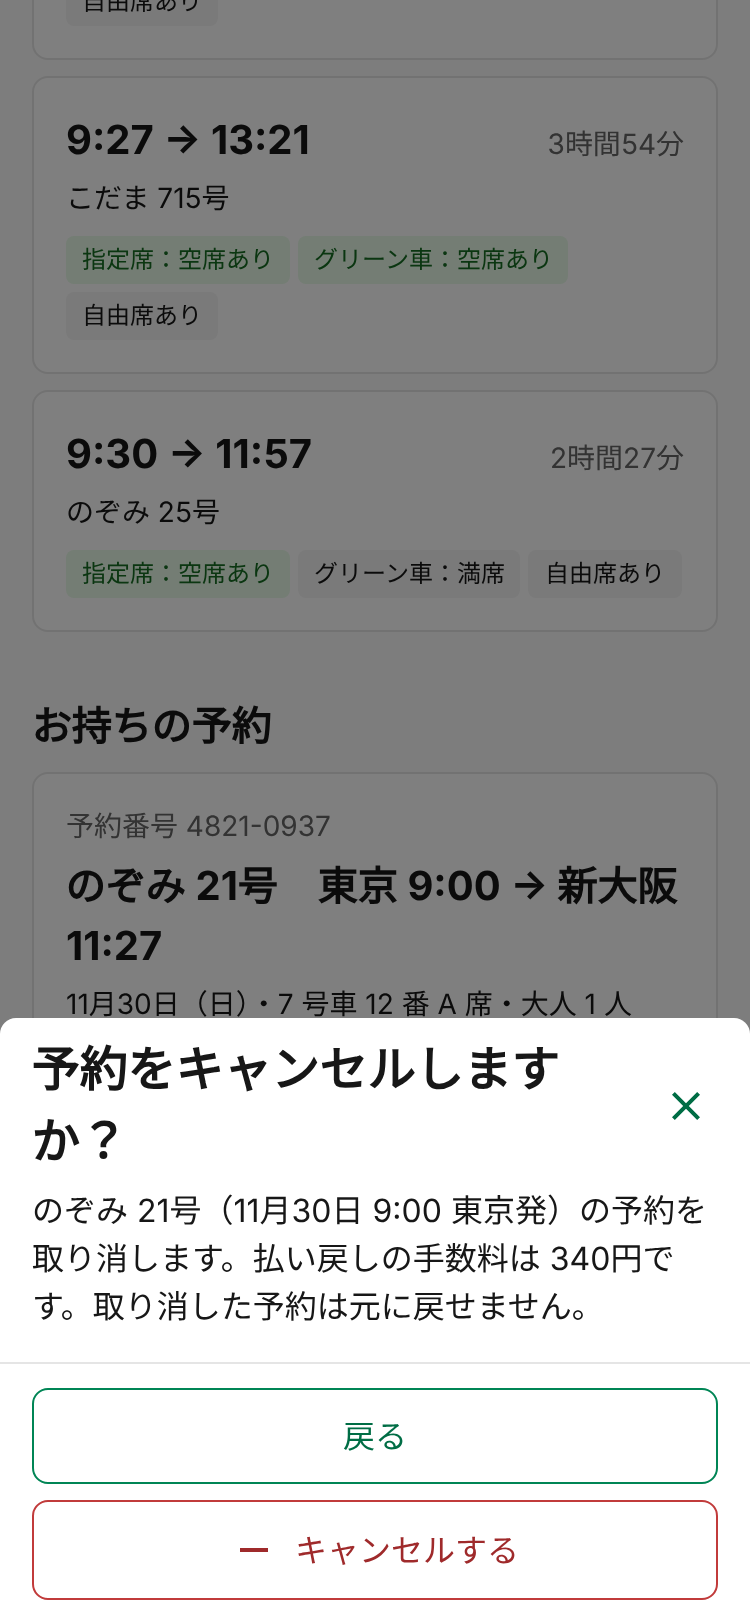 自由席あり
9:27 → 13:21
3時間54分
こだま 715号
指定席：空席あり
グリーン車：空席あり
自由席あり
9:30 → 11:57
2時間27分
のぞみ 25号
指定席：空席あり
グリーン車：満席
自由席あり
お持ちの予約
予約番号 4821-0937
のぞみ 21号　東京 9:00 → 新大阪
11:27
11月30日（日）・7 号車 12 番 A 席・大人 1 人
予約をキャンセルします
か？
のぞみ 21号（11月30日 9:00 東京発）の予約を
取り消します。払い戻しの手数料は 340円で
す。取り消した予約は元に戻せません。
戻る
キャンセルする